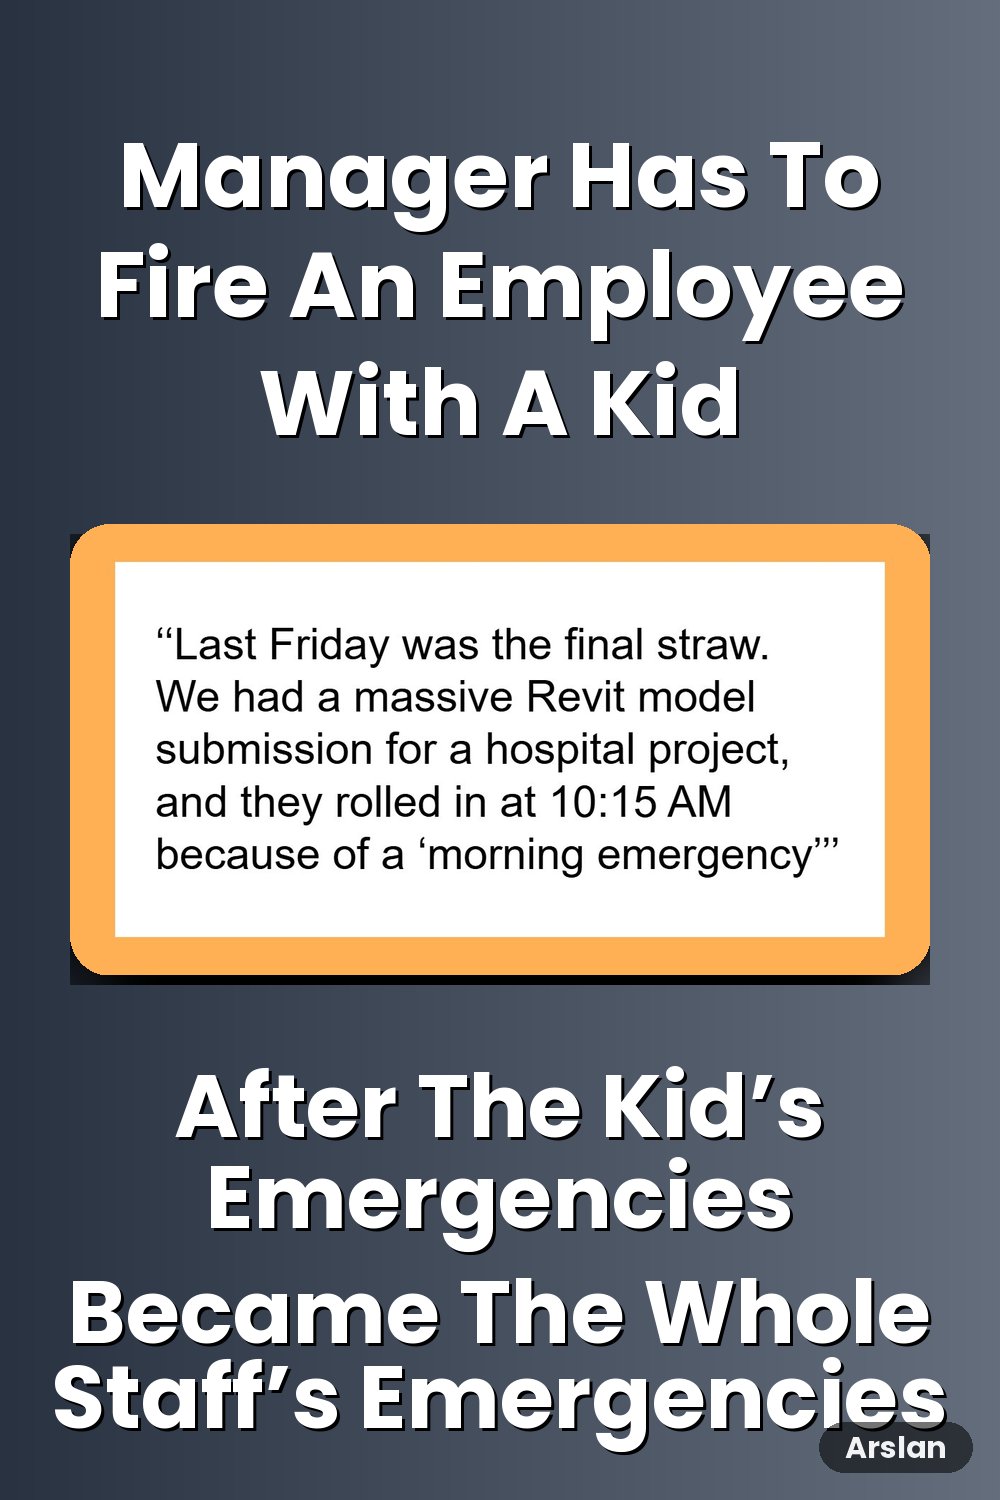 Manager Has To
Fire An Employee
With A Kid
“Last Friday was the final straw.
We had a massive Revit model
submission for a hospital project,
and they rolled in at 10:15 AM
because of a ‘morning emergency’”
After The Kid’s
Emergencies
Became The Whole
Staff’s Emergencies
Arslan